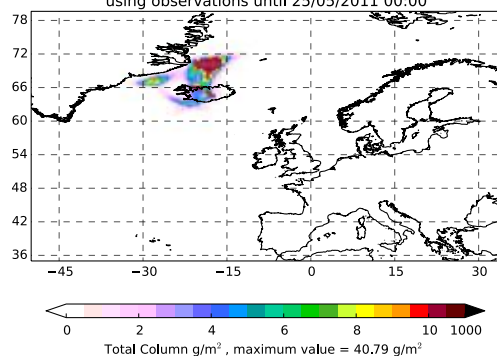 using observations until 25/05/2011 00:00
78
72
66
60
54
48
42
36
−45 −30 −15 0 15 30
0 2 4 6 8 10 1000
Total Column g/m² , maximum value = 40.79 g/m²